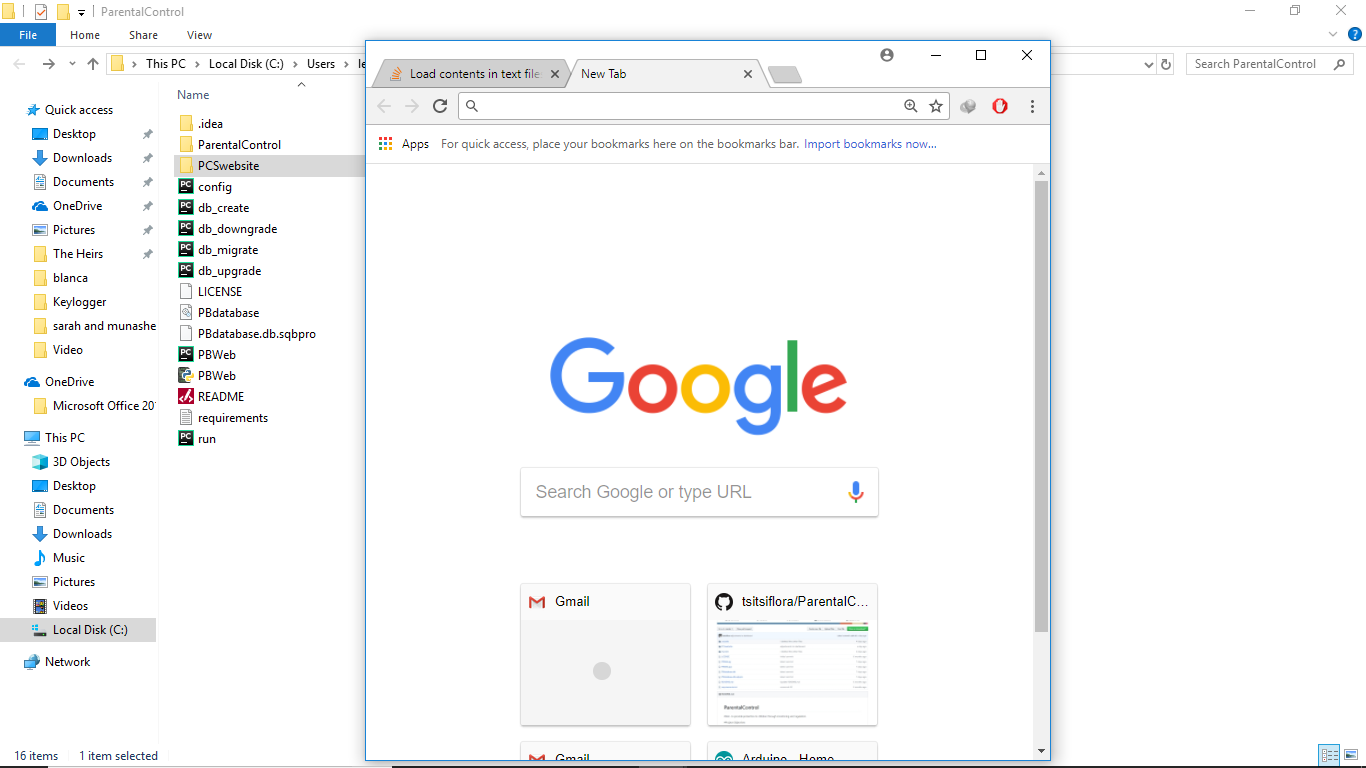 ParentalControl
File Home Share View
This PC Local Disk (C:) Users
Search ParentalControl
Quick access
Desktop
Downloads
Documents
OneDrive
Pictures
The Heirs
blanca
Keylogger
sarah and munashe
Video
OneDrive
Microsoft Office 20
This PC
3D Objects
Desktop
Documents
Downloads
Music
Pictures
Videos
Local Disk (C:)
Network
Name
.idea
ParentalControl
PCSwebsite
config
db_create
db_downgrade
db_migrate
db_upgrade
LICENSE
PBdatabase
PBdatabase.db.sqbpro
PBWeb
PBWeb
README
requirements
run
16 items 1 item selected
Load contents in text file
New Tab
Apps For quick access, place your bookmarks here on the bookmarks bar. Import bookmarks now...
Google
Search Google or type URL
Gmail
tsitsiflora/ParentalC...
ParentalControl
Gmail
Arduino - Home